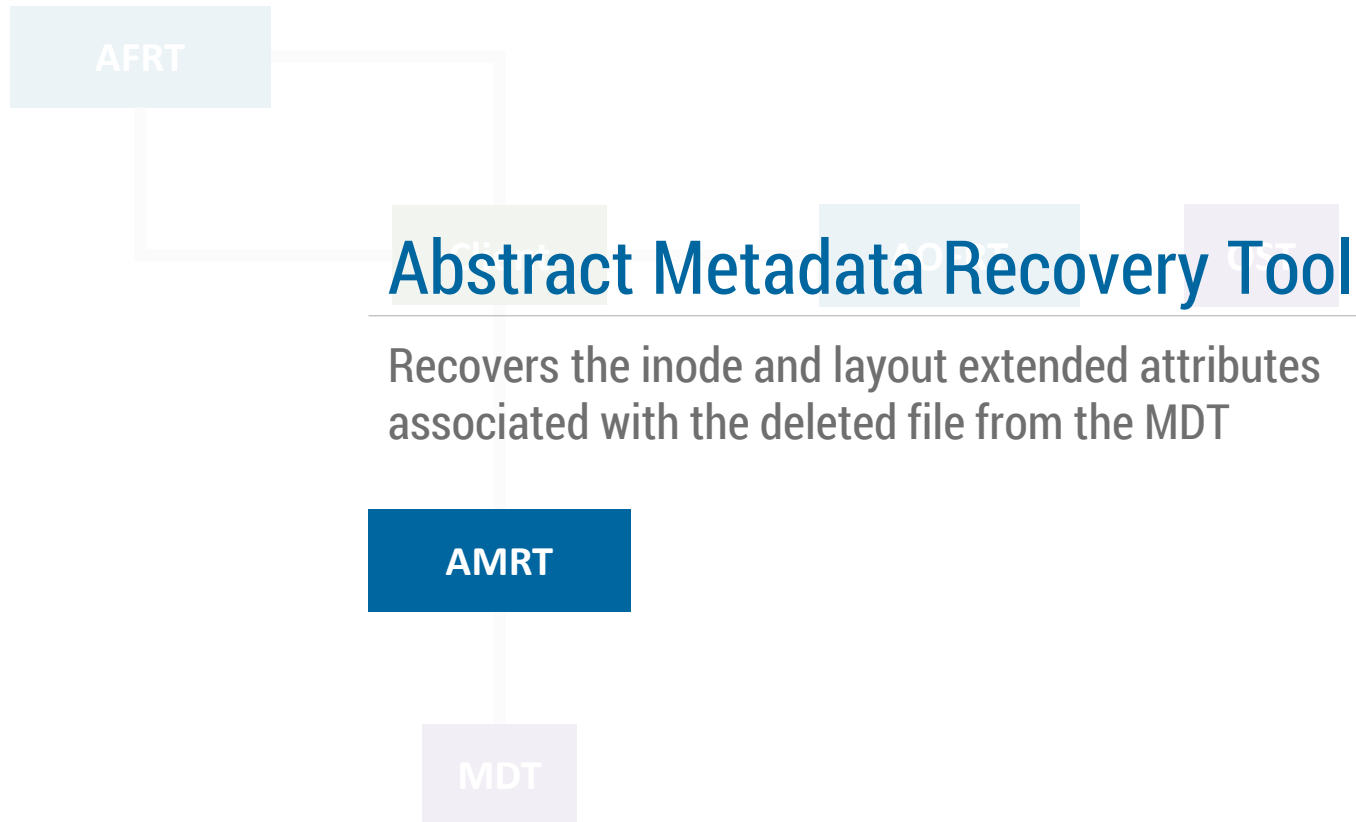 AFRT
Client
Abstract Metadata Recovery Tool
Recovers the inode and layout extended attributes
associated with the deleted file from the MDT
AMRT
MDT